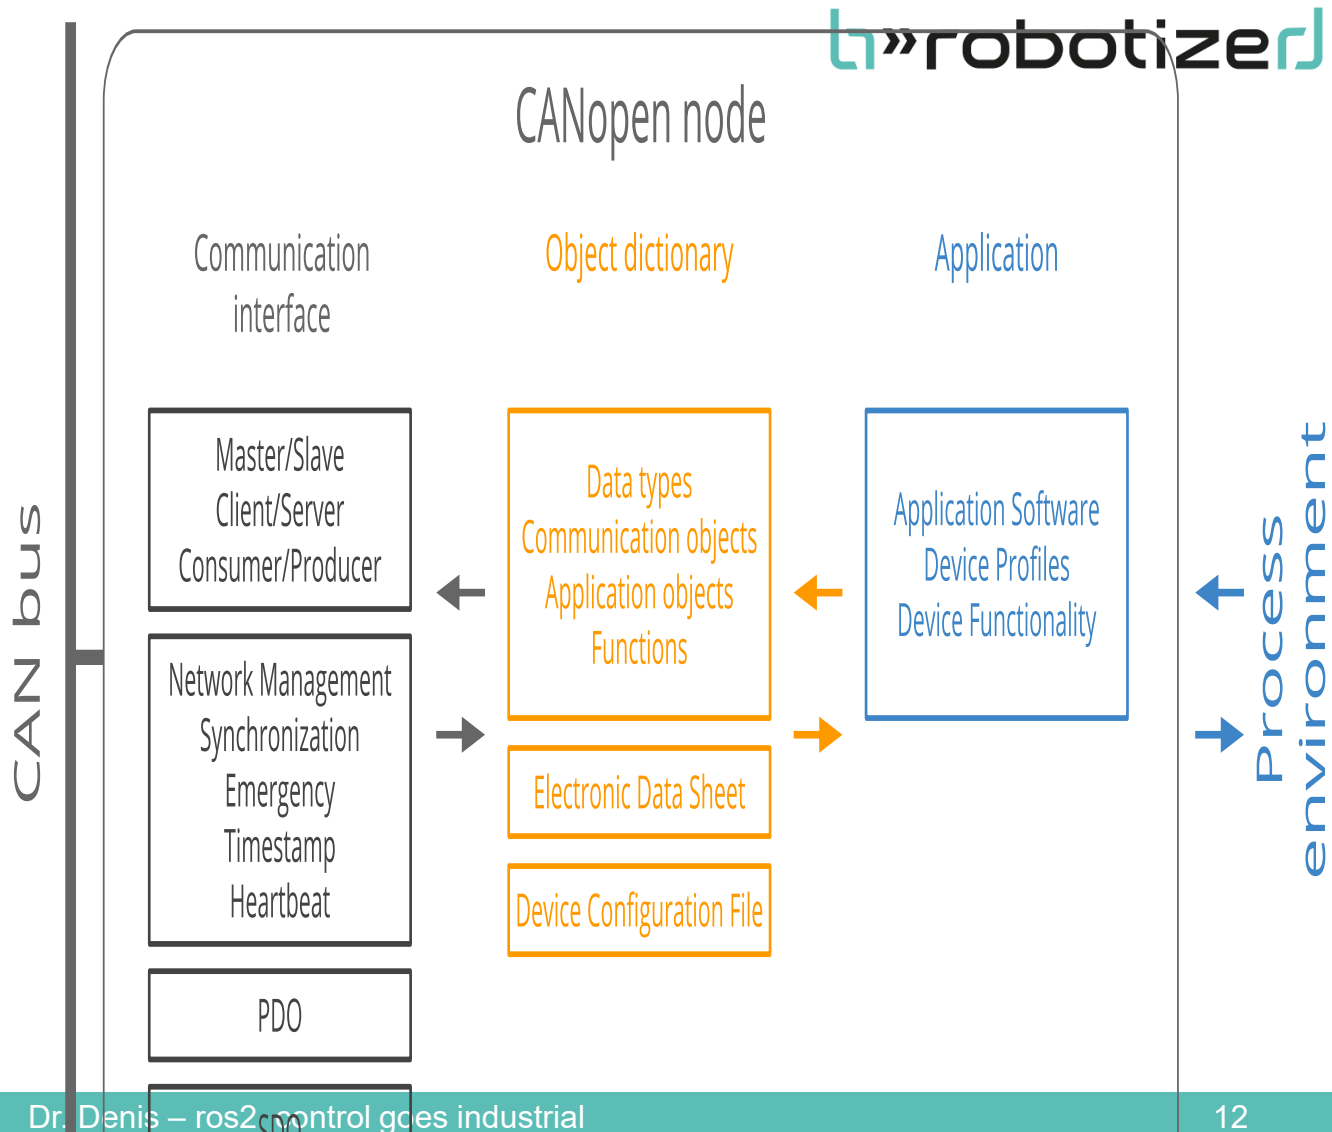 b»robotized
CANopen node
Communication
interface
Object dictionary
Application
Master/Slave
Client/Server
Consumer/Producer
Network Management
Synchronization
Emergency
Timestamp
Heartbeat
PDO
SDO
Data types
Communication objects
Application objects
Functions
Electronic Data Sheet
Device Configuration File
Application Software
Device Profiles
Device Functionality
CAN bus
Process
environment
Dr. Denis – ros2_control goes industrial
12